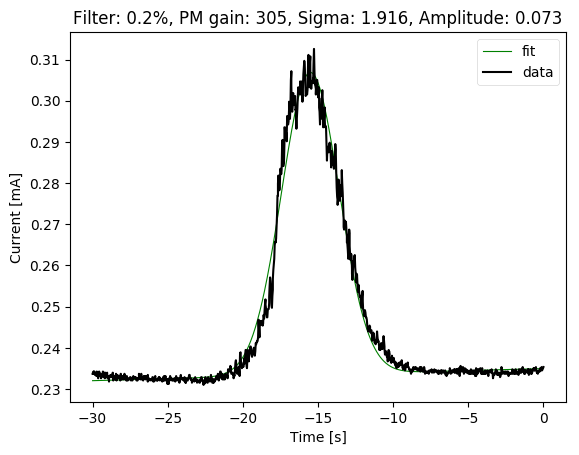 Filter: 0.2%, PM gain: 305, Sigma: 1.916, Amplitude: 0.073
fit
data
0.31
0.30
0.29
0.28
0.27
0.26
0.25
0.24
0.23
Current [mA]
−30 −25 −20 −15 −10 −5 0
Time [s]